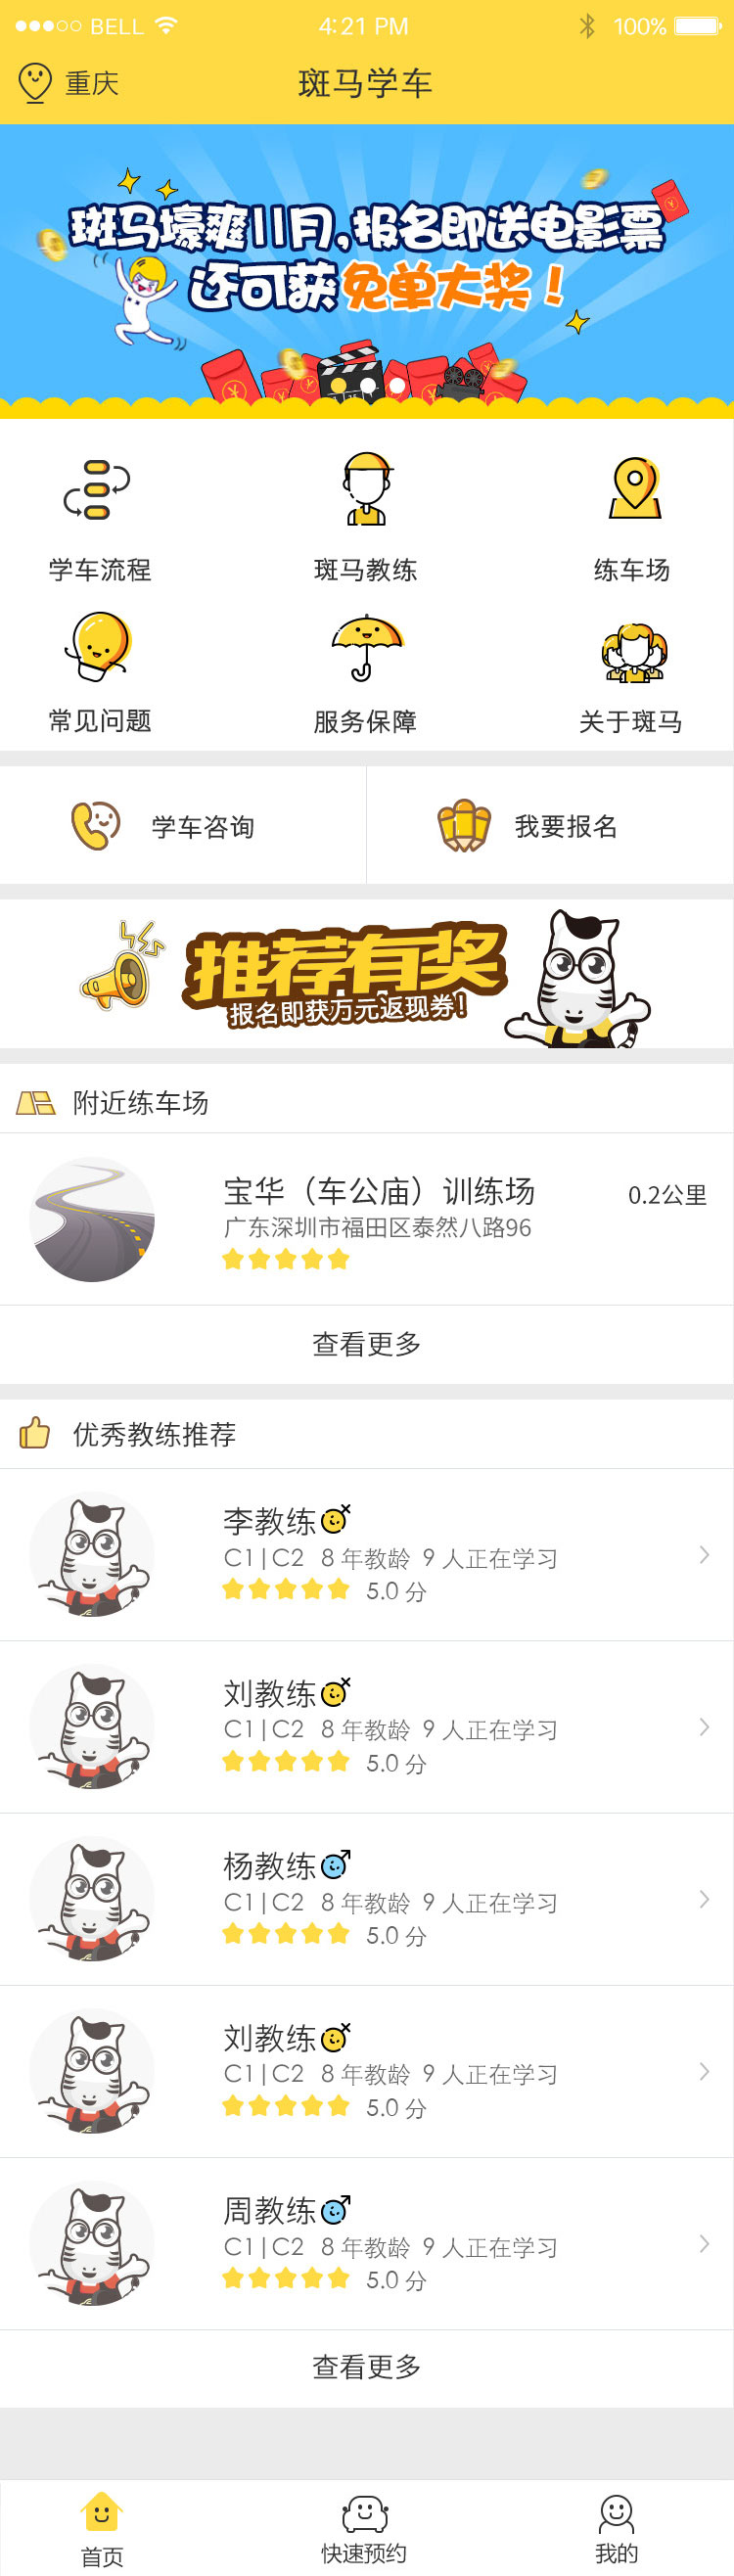 BELL 4:21 PM 100%
重庆 斑马学车
斑马壕爽11月,报名即送电影票
还可获免单大奖！
学车流程 斑马教练 练车场
常见问题 服务保障 关于斑马
学车咨询 我要报名
推荐有奖
报名即获万元返现券！
附近练车场
宝华（车公庙）训练场 0.2公里
广东深圳市福田区泰然八路96
查看更多
优秀教练推荐
李教练
C1|C2 8 年教龄 9 人正在学习
5.0 分
刘教练
C1|C2 8 年教龄 9 人正在学习
5.0 分
杨教练
C1|C2 8 年教龄 9 人正在学习
5.0 分
刘教练
C1|C2 8 年教龄 9 人正在学习
5.0 分
周教练
C1|C2 8 年教龄 9 人正在学习
5.0 分
查看更多
首页 快速预约 我的